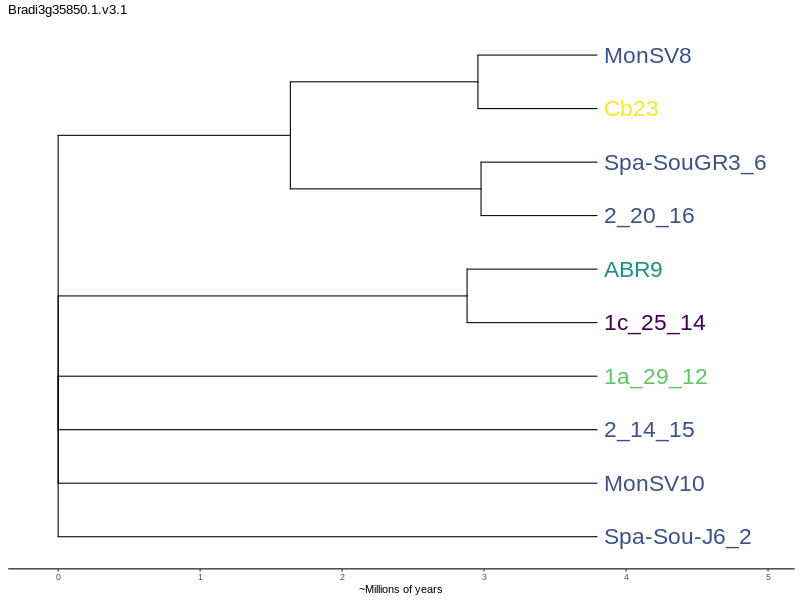 Bradi3g35850.1.v3.1
MonSV8
Cb23
Spa-SouGR3_6
2_20_16
ABR9
1c_25_14
1a_29_12
2_14_15
MonSV10
Spa-Sou-J6_2
0 1 2 3 4 5
~Millions of years